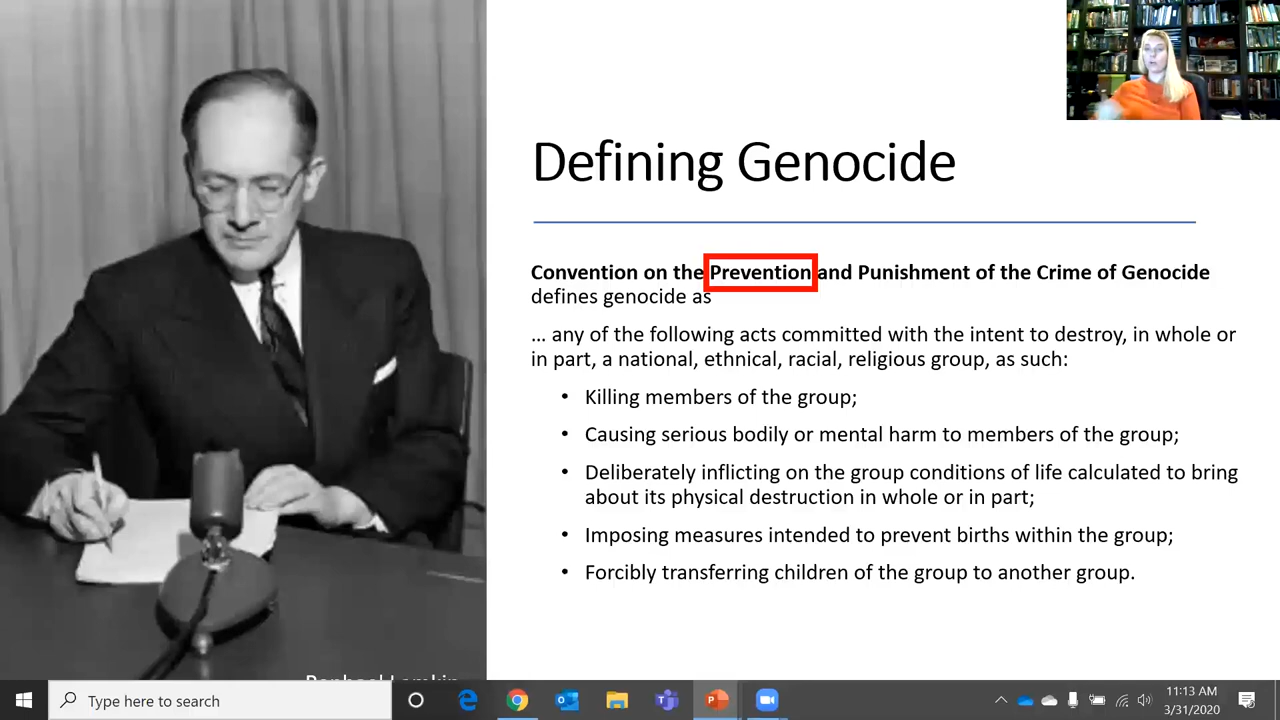 Defining Genocide
Convention on the Prevention and Punishment of the Crime of Genocide
defines genocide as
... any of the following acts committed with the intent to destroy, in whole or
in part, a national, ethnical, racial, religious group, as such:
• Killing members of the group;
• Causing serious bodily or mental harm to members of the group;
• Deliberately inflicting on the group conditions of life calculated to bring
about its physical destruction in whole or in part;
• Imposing measures intended to prevent births within the group;
• Forcibly transferring children of the group to another group.
Raphael Lemkin
Type here to search
11:13 AM
3/31/2020